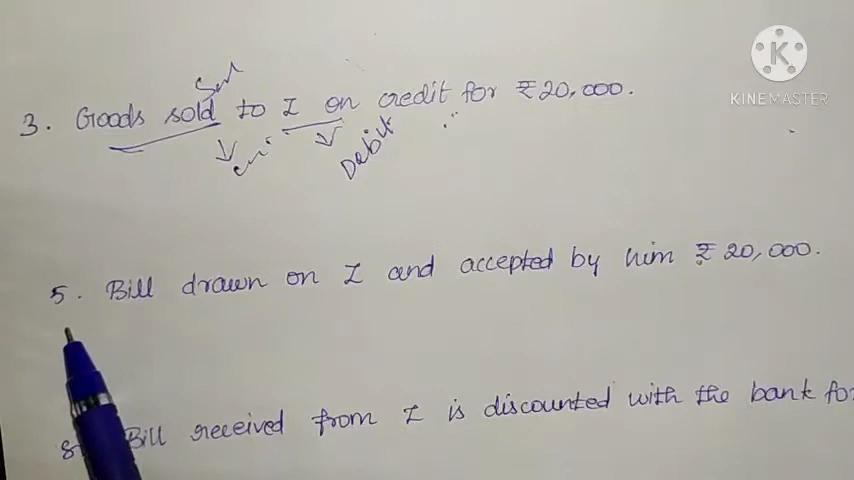 KINEMASTER
3. Goods sold to Z on credit for ₹20,000.
Debit
5. Bill drawn on Z and accepted by him ₹20,000.
8. Bill received from Z is discounted with the bank for